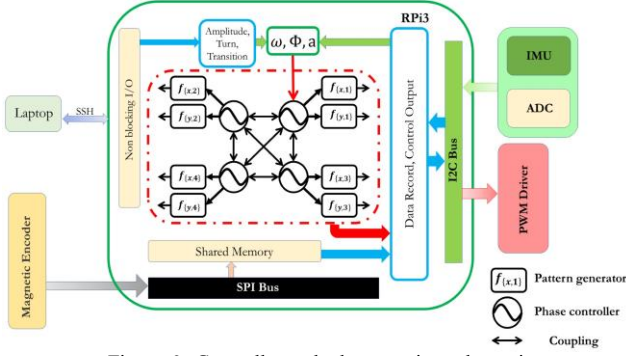 RPi3
Amplitude,
Turn,
Transition
ω, Φ, a
IMU
ADC
Laptop
SSH
Non blocking I/O
f{x,2}
f{x,1}
f{y,2}
f{y,1}
f{x,4}
f{x,3}
f{y,4}
f{y,3}
Data Record, Control Output
I2C Bus
PWM Driver
Magnetic Encoder
Shared Memory
SPI Bus
f{x,1}
Pattern generator
Phase controller
Coupling